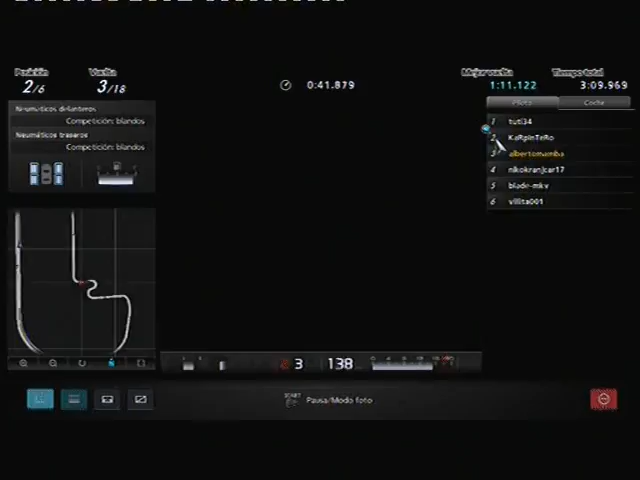 Posición
2/6
Vuelta
3/18
0:41.879
Mejor vuelta
1:11.122
Tiempo total
3:09.969
Neumáticos delanteros
Competición: blandos
Neumáticos traseros
Competición: blandos
Piloto
Coche
1 tuti34
2 KaRpInTeRo
3 albertomamba
4 nikokranjcar17
5 blade-mkv
6 villita001
3
138
START
Pausa/Modo foto